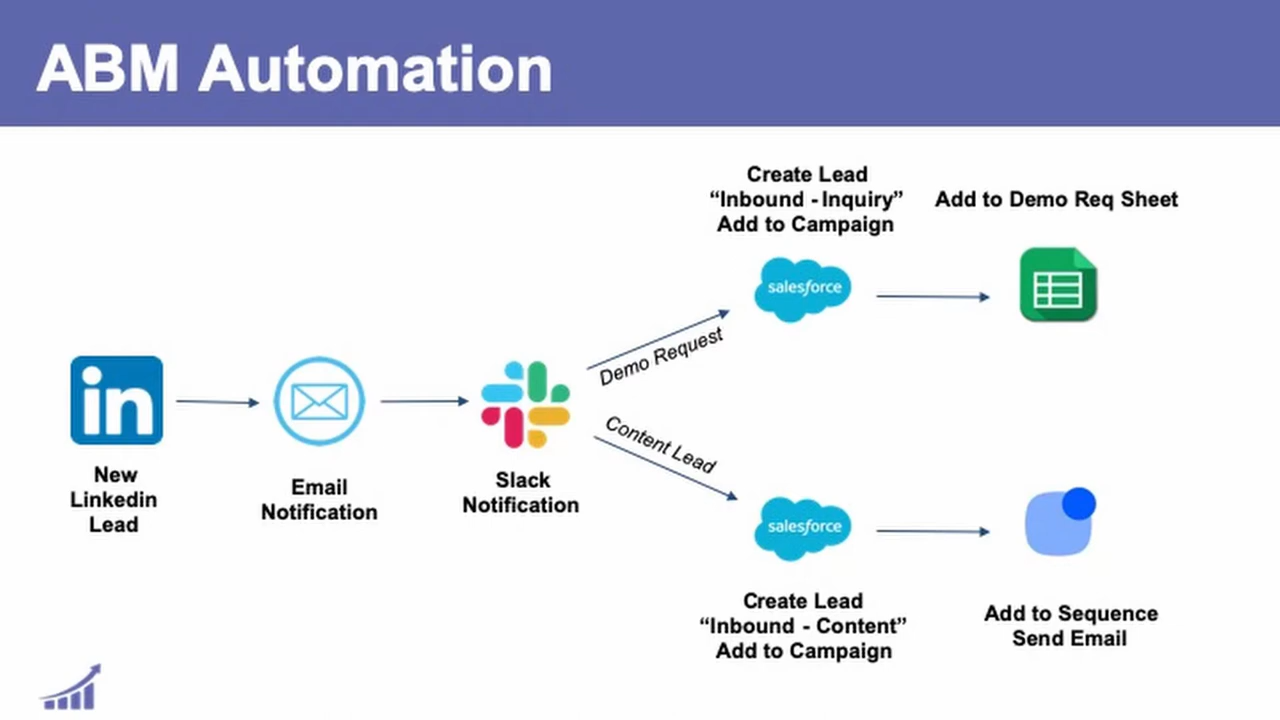 ABM Automation
Create Lead
“Inbound - Inquiry”
Add to Campaign
Add to Demo Req Sheet
salesforce
Demo Request
in
New
Linkedin
Lead
Email
Notification
Slack
Notification
Content Lead
salesforce
Create Lead
“Inbound - Content”
Add to Campaign
Add to Sequence
Send Email